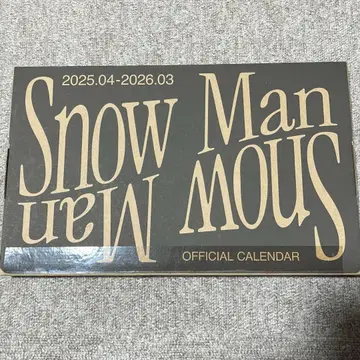 2025.04-2026.03
Snow Man
Snow Man
OFFICIAL CALENDAR